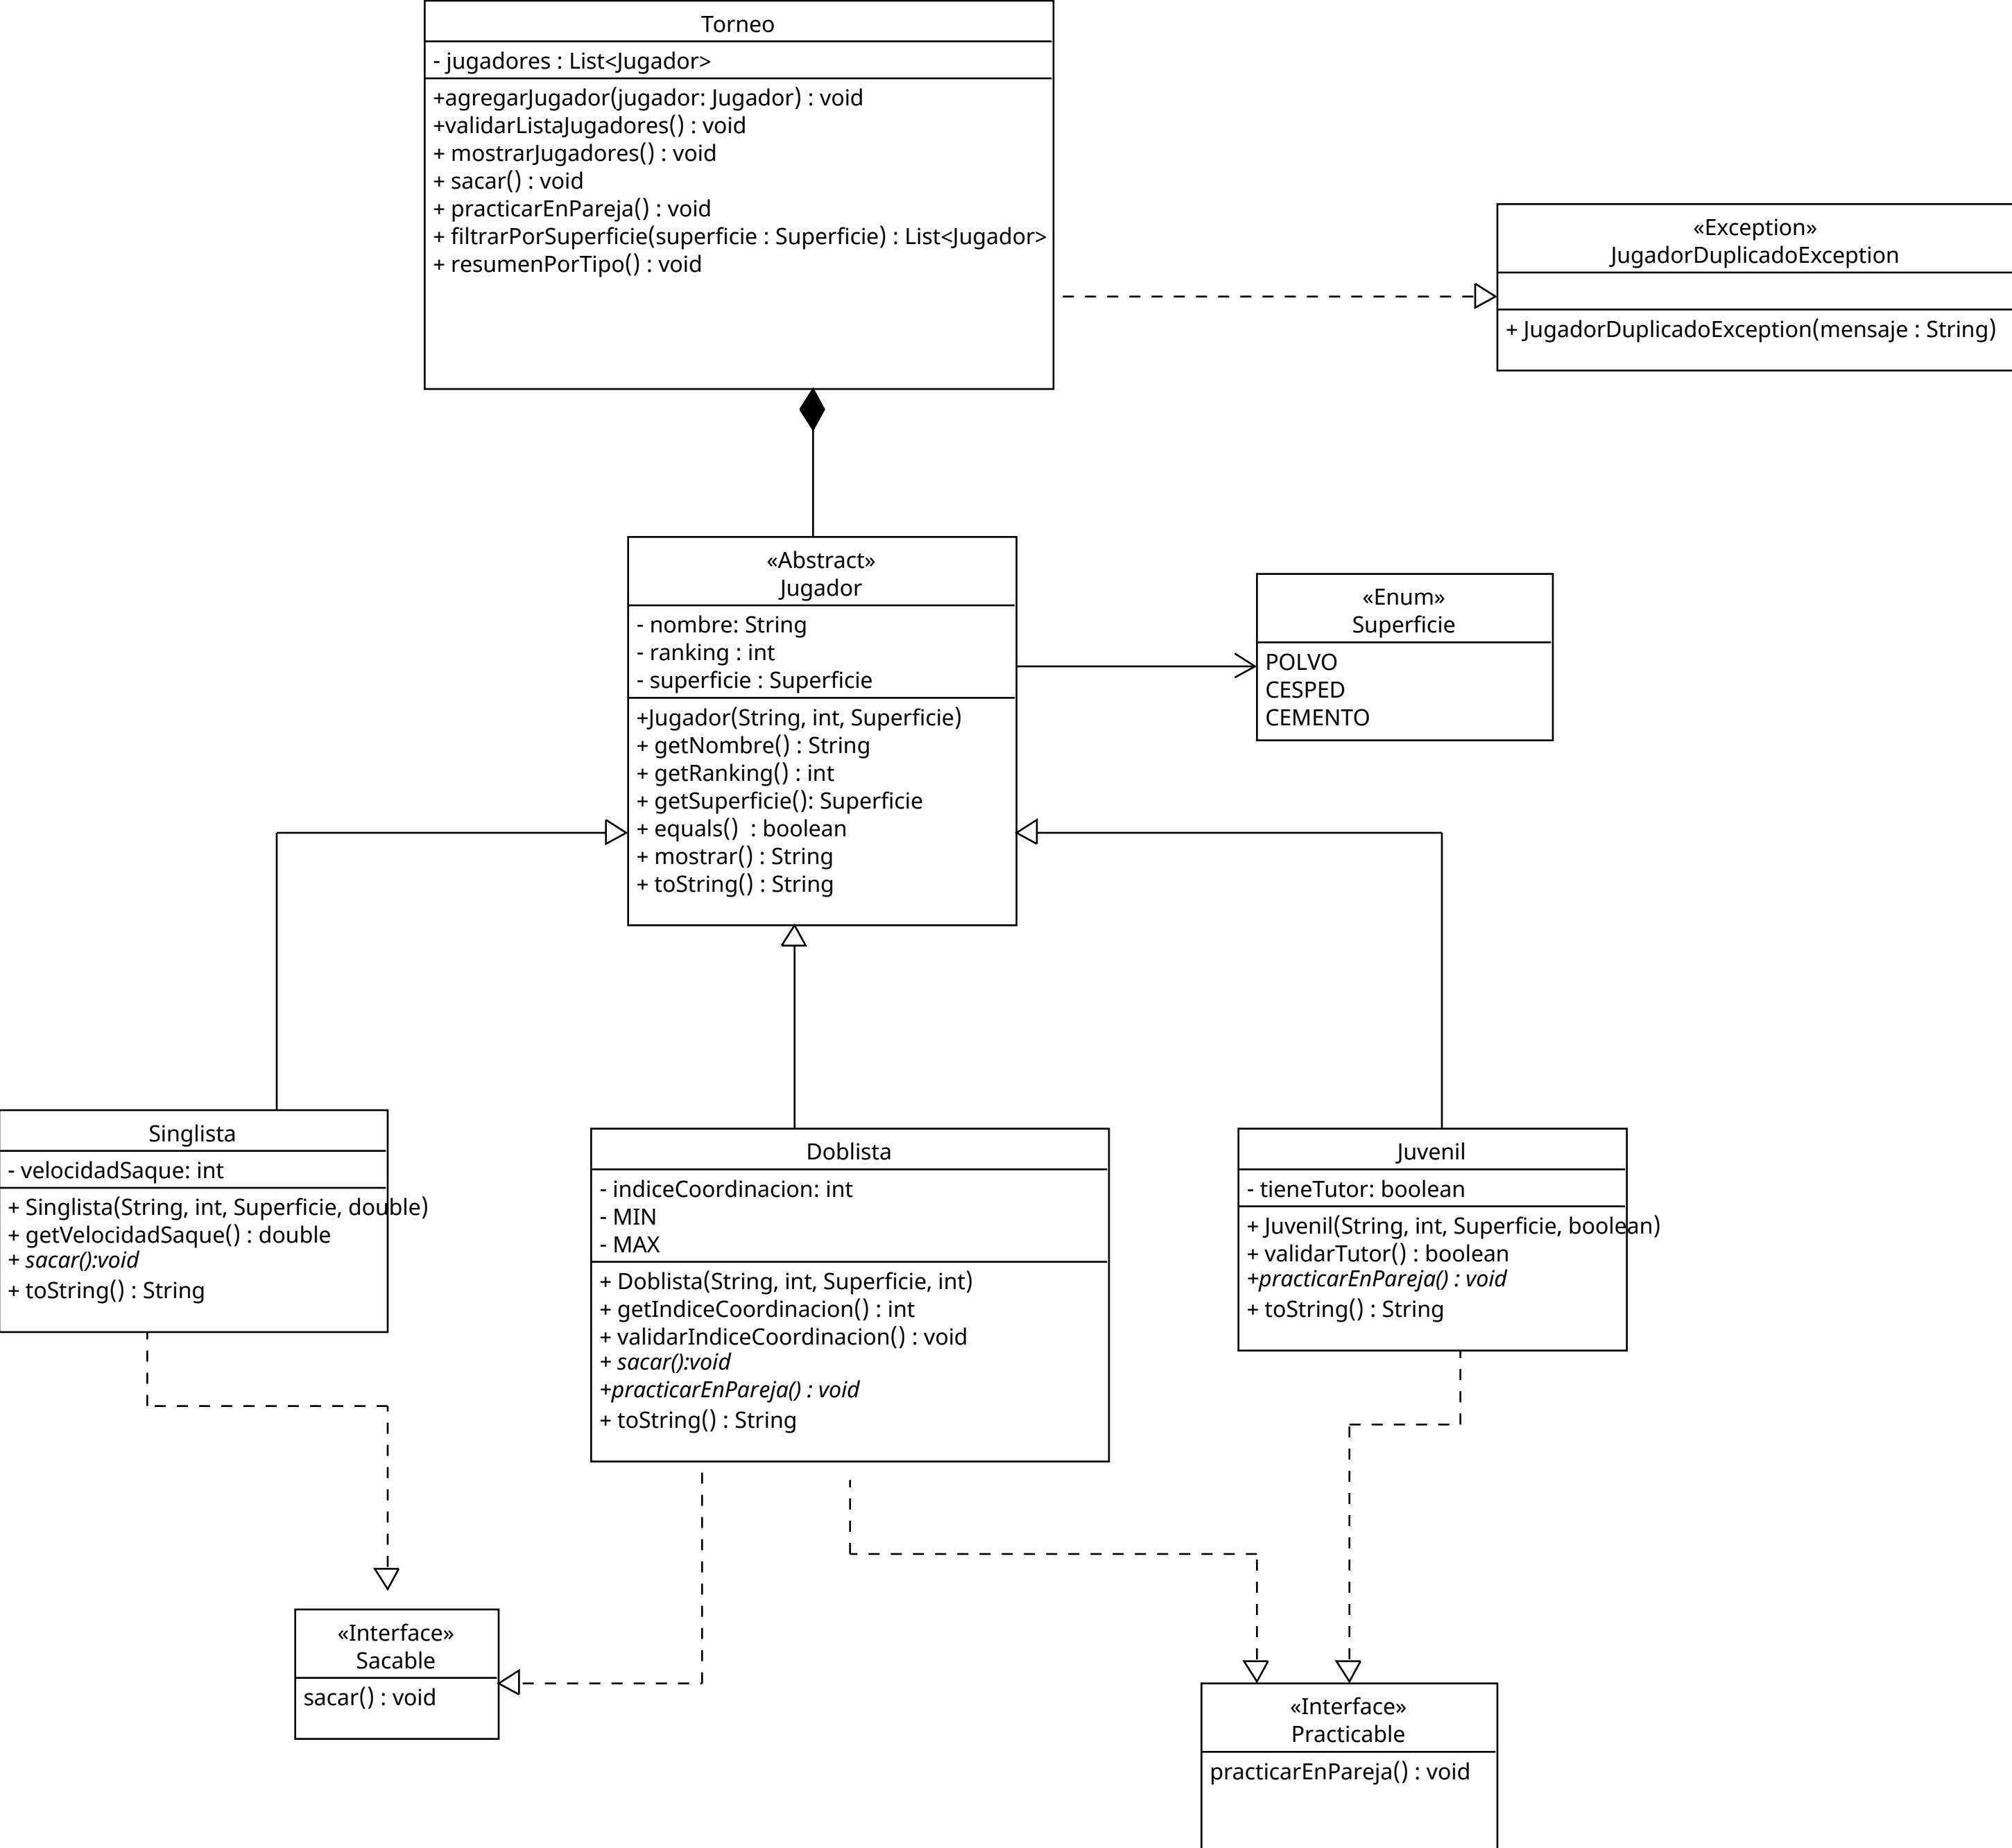 Torneo
- jugadores : List<Jugador>
+agregarJugador(jugador: Jugador) : void
+validarListaJugadores() : void
+ mostrarJugadores() : void
+ sacar() : void
+ practicarEnPareja() : void
+ filtrarPorSuperficie(superficie : Superficie) : List<Jugador>
+ resumenPorTipo() : void
«Exception»
JugadorDuplicadoException
+ JugadorDuplicadoException(mensaje : String)
«Abstract»
Jugador
- nombre: String
- ranking : int
- superficie : Superficie
+Jugador(String, int, Superficie)
+ getNombre() : String
+ getRanking() : int
+ getSuperficie(): Superficie
+ equals()  : boolean
+ mostrar() : String
+ toString() : String
«Enum»
Superficie
POLVO
CESPED
CEMENTO
Singlista
- velocidadSaque: int
+ Singlista(String, int, Superficie, double)
+ getVelocidadSaque() : double
+ sacar():void
+ toString() : String
Doblista
- indiceCoordinacion: int
- MIN
- MAX
+ Doblista(String, int, Superficie, int)
+ getIndiceCoordinacion() : int
+ validarIndiceCoordinacion() : void
+ sacar():void
+practicarEnPareja() : void
+ toString() : String
Juvenil
- tieneTutor: boolean
+ Juvenil(String, int, Superficie, boolean)
+ validarTutor() : boolean
+practicarEnPareja() : void
+ toString() : String
«Interface»
Sacable
sacar() : void
«Interface»
Practicable
practicarEnPareja() : void